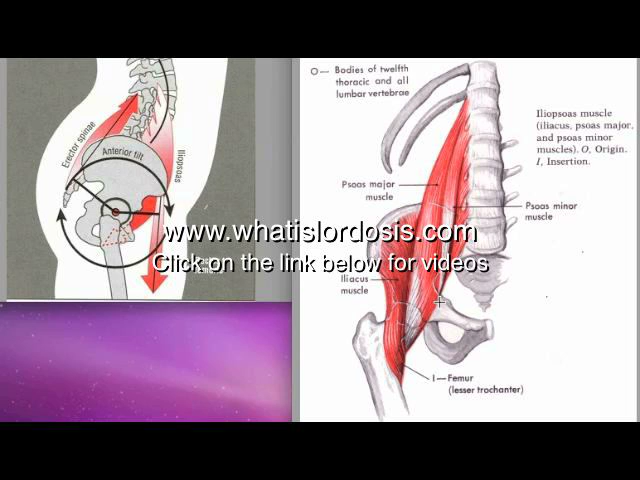 Erector spinae
Anterior tilt
Iliopsoas
O— Bodies of twelfth
thoracic and all
lumbar vertebrae
Iliopsoas muscle
(iliacus, psoas major,
and psoas minor
muscles). O, Origin.
I, Insertion.
Psoas major
muscle
Psoas minor
muscle
www.whatislordosis.com
Click on the link below for videos
Iliacus
muscle
I—Femur
(lesser trochanter)